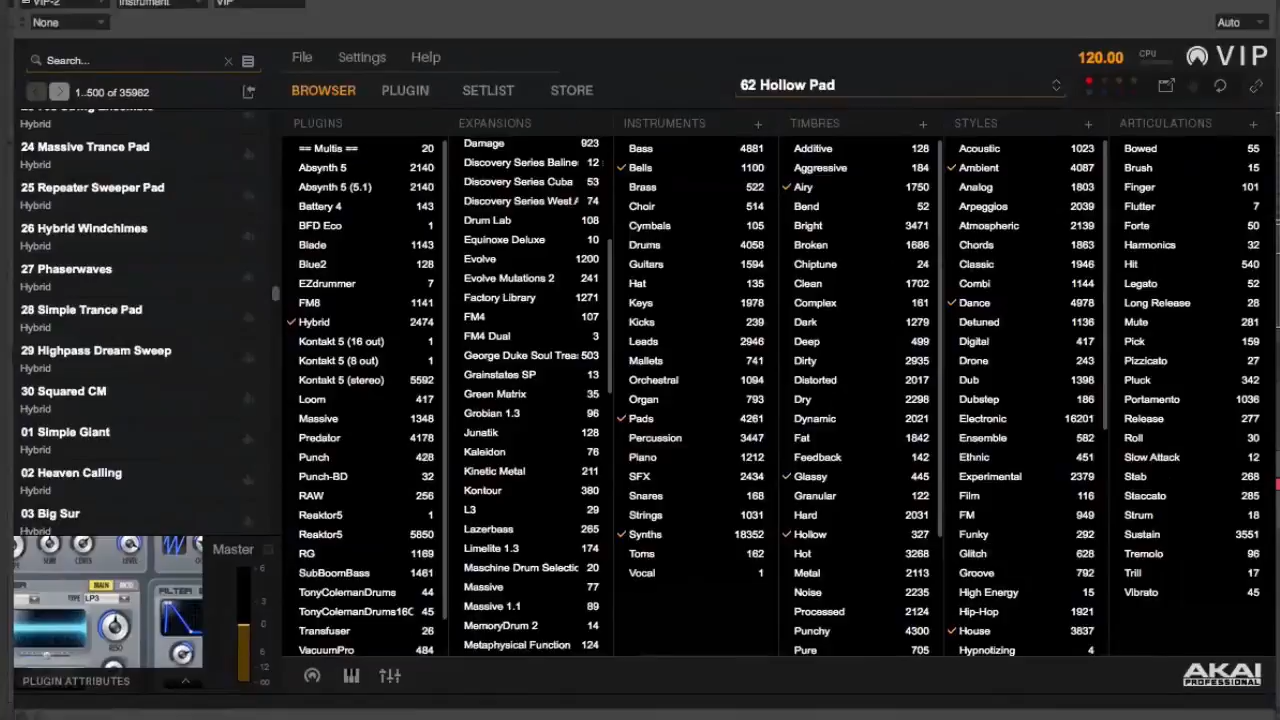 VIP-2
Instrument
VIP
None
Auto
Search...
File
Settings
Help
120.00
CPU
VIP
1..500 of 35962
BROWSER
PLUGIN
SETLIST
STORE
62 Hollow Pad
Hybrid
24 Massive Trance Pad
Hybrid
25 Repeater Sweeper Pad
Hybrid
26 Hybrid Windchimes
Hybrid
27 Phaserwaves
Hybrid
28 Simple Trance Pad
Hybrid
29 Highpass Dream Sweep
Hybrid
30 Squared CM
Hybrid
01 Simple Giant
Hybrid
02 Heaven Calling
Hybrid
03 Big Sur
Hybrid
PLUGINS
== Multis == 20
Absynth 5 2140
Absynth 5 (5.1) 2140
Battery 4 143
BFD Eco 1
Blade 1143
Blue2 128
EZdrummer 7
FM8 1141
Hybrid 2474
Kontakt 5 (16 out) 1
Kontakt 5 (8 out) 1
Kontakt 5 (stereo) 5592
Loom 417
Massive 1348
Predator 4178
Punch 428
Punch-BD 32
RAW 256
Reaktor5 1
Reaktor5 5850
RG 1169
SubBoomBass 1461
TonyColemanDrums 44
TonyColemanDrums16C 45
Transfuser 26
VacuumPro 484
EXPANSIONS
Damage 923
Discovery Series Baline 12
Discovery Series Cuba 53
Discovery Series West A 74
Drum Lab 108
Equinoxe Deluxe 10
Evolve 1200
Evolve Mutations 2 241
Factory Library 1271
FM4 107
FM4 Dual 3
George Duke Soul Trea 503
Grainstates SP 13
Green Matrix 35
Grobian 1.3 96
Junatik 128
Kaleidon 76
Kinetic Metal 211
Kontour 380
L3 29
Lazerbass 265
Limelite 1.3 174
Maschine Drum Selectic 20
Massive 77
Massive 1.1 89
MemoryDrum 2 14
Metaphysical Function 124
INSTRUMENTS +
Bass 4881
Bells 1100
Brass 522
Choir 514
Cymbals 105
Drums 4058
Guitars 1594
Hat 135
Keys 1978
Kicks 239
Leads 2946
Mallets 741
Orchestral 1094
Organ 793
Pads 4261
Percussion 3447
Piano 1212
SFX 2434
Snares 168
Strings 1031
Synths 18352
Toms 162
Vocal 1
TIMBRES +
Additive 128
Aggressive 184
Airy 1750
Bend 52
Bright 3471
Broken 1686
Chiptune 24
Clean 1702
Complex 161
Dark 1279
Deep 499
Dirty 2935
Distorted 2017
Dry 2298
Dynamic 2021
Fat 1842
Feedback 142
Glassy 445
Granular 122
Hard 2031
Hollow 327
Hot 3268
Metal 2113
Noise 2235
Processed 2124
Punchy 4300
Pure 705
STYLES +
Acoustic 1023
Ambient 4087
Analog 1803
Arpeggios 2039
Atmospheric 2139
Chords 1863
Classic 1946
Combi 1144
Dance 4978
Detuned 1136
Digital 417
Drone 243
Dub 1398
Dubstep 186
Electronic 16201
Ensemble 582
Ethnic 451
Experimental 2379
Film 116
FM 949
Funky 292
Glitch 628
Groove 792
High Energy 15
Hip-Hop 1921
House 3837
Hypnotizing 4
ARTICULATIONS +
Bowed 55
Brush 15
Finger 101
Flutter 7
Forte 50
Harmonics 32
Hit 540
Legato 52
Long Release 28
Mute 281
Pick 159
Pizzicato 27
Pluck 342
Portamento 1036
Release 277
Roll 30
Slow Attack 12
Stab 268
Staccato 285
Strum 18
Sustain 3551
Tremolo 96
Trill 17
Vibrato 45
Master
6
3
0
6
12
∞
MAIN
TYPE LP3
PLUGIN ATTRIBUTES
AKAI
PROFESSIONAL